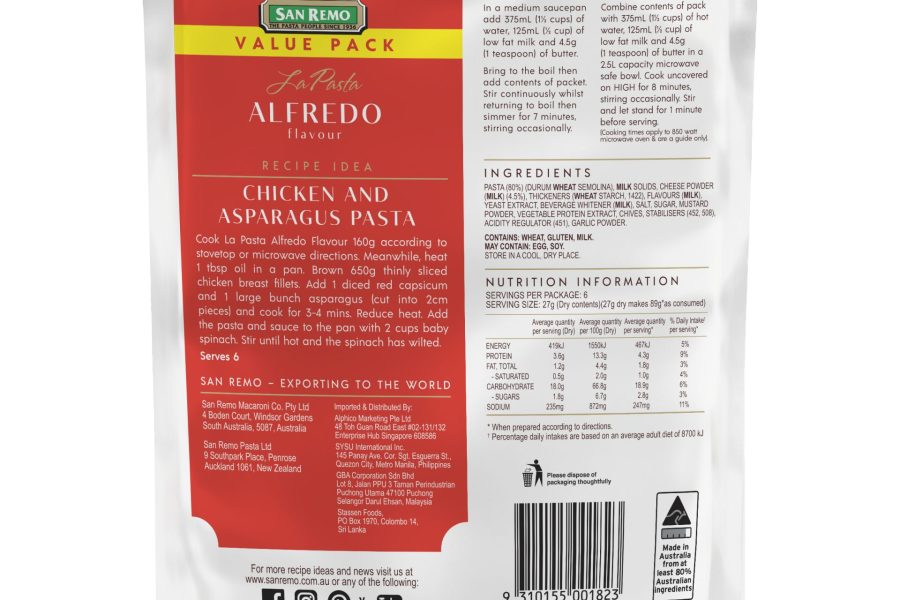 SAN REMO
THE PASTA PEOPLE SINCE 1936
VALUE PACK
La Pasta
ALFREDO
flavour
RECIPE IDEA
CHICKEN AND
ASPARAGUS PASTA
Cook La Pasta Alfredo Flavour 160g according to
stovetop or microwave directions. Meanwhile, heat
1 tbsp oil in a pan. Brown 650g thinly sliced
chicken breast fillets. Add 1 diced red capsicum
and 1 large bunch asparagus (cut into 2cm
pieces) and cook for 3-4 mins. Reduce heat. Add
the pasta and sauce to the pan with 2 cups baby
spinach. Stir until hot and the spinach has wilted.
Serves 6
SAN REMO – EXPORTING TO THE WORLD
San Remo Macaroni Co. Pty Ltd
4 Boden Court, Windsor Gardens
South Australia, 5087, Australia
San Remo Pasta Ltd
9 Southpark Place, Penrose
Auckland 1061, New Zealand
Imported & Distributed By:
Alphico Marketing Pte Ltd
48 Toh Guan Road East #02-131/132
Enterprise Hub Singapore 608586
SYSU International Inc.
145 Panay Ave. Cor. Sgt. Esguerra St.,
Quezon City, Metro Manila, Philippines
GBA Corporation Sdn Bhd
Lot 8, Jalan PPU 3 Taman Perindustrian
Puchong Utama 47100 Puchong
Selangor Darul Ehsan, Malaysia
Stassen Foods,
PO Box 1970, Colombo 14,
Sri Lanka
For more recipe ideas and news visit us at
www.sanremo.com.au or any of the following:
In a medium saucepan
add 375mL (1½ cups) of
water, 125mL (½ cup) of
low fat milk and 4.5g
(1 teaspoon) of butter.
Bring to the boil then
add contents of packet.
Stir continuously whilst
returning to boil then
simmer for 7 minutes,
stirring occasionally.
Combine contents of pack
with 375mL (1½ cups) of hot
water, 125mL (½ cup) of
low fat milk and 4.5g
(1 teaspoon) of butter in a
2.5L capacity microwave
safe bowl. Cook uncovered
on HIGH for 8 minutes,
stirring occasionally. Stir
and let stand for 1 minute
before serving.
(Cooking times apply to 850 watt
microwave oven & are a guide only).
INGREDIENTS
PASTA (80%) (DURUM WHEAT SEMOLINA), MILK SOLIDS, CHEESE POWDER
(MILK) (4.5%), THICKENERS (WHEAT STARCH, 1422), FLAVOURS (MILK),
YEAST EXTRACT, BEVERAGE WHITENER (MILK), SALT, SUGAR, MUSTARD
POWDER, VEGETABLE PROTEIN EXTRACT, CHIVES, STABILISERS (452, 508),
ACIDITY REGULATOR (451), GARLIC POWDER.
CONTAINS: WHEAT, GLUTEN, MILK.
MAY CONTAIN: EGG, SOY.
STORE IN A COOL, DRY PLACE.
NUTRITION INFORMATION
SERVINGS PER PACKAGE: 6
SERVING SIZE: 27g (Dry contents)(27g dry makes 89g*as consumed)
Average quantity Average quantity Average quantity % Daily Intake†
per serving (Dry) per 100g (Dry) per serving* per serving*
ENERGY 419kJ 1550kJ 467kJ 5%
PROTEIN 3.6g 13.3g 4.3g 9%
FAT, TOTAL 1.2g 4.4g 1.8g 3%
- SATURATED 0.5g 2.0g 1.0g 4%
CARBOHYDRATE 18.0g 66.8g 18.9g 6%
- SUGARS 1.8g 6.7g 2.8g 3%
SODIUM 235mg 872mg 247mg 11%
* When prepared according to directions.
† Percentage daily intakes are based on an average adult diet of 8700 kJ
Please dispose of
packaging thoughtfully
9 310155 001823
Made in
Australia
from at
least 80%
Australian
ingredients